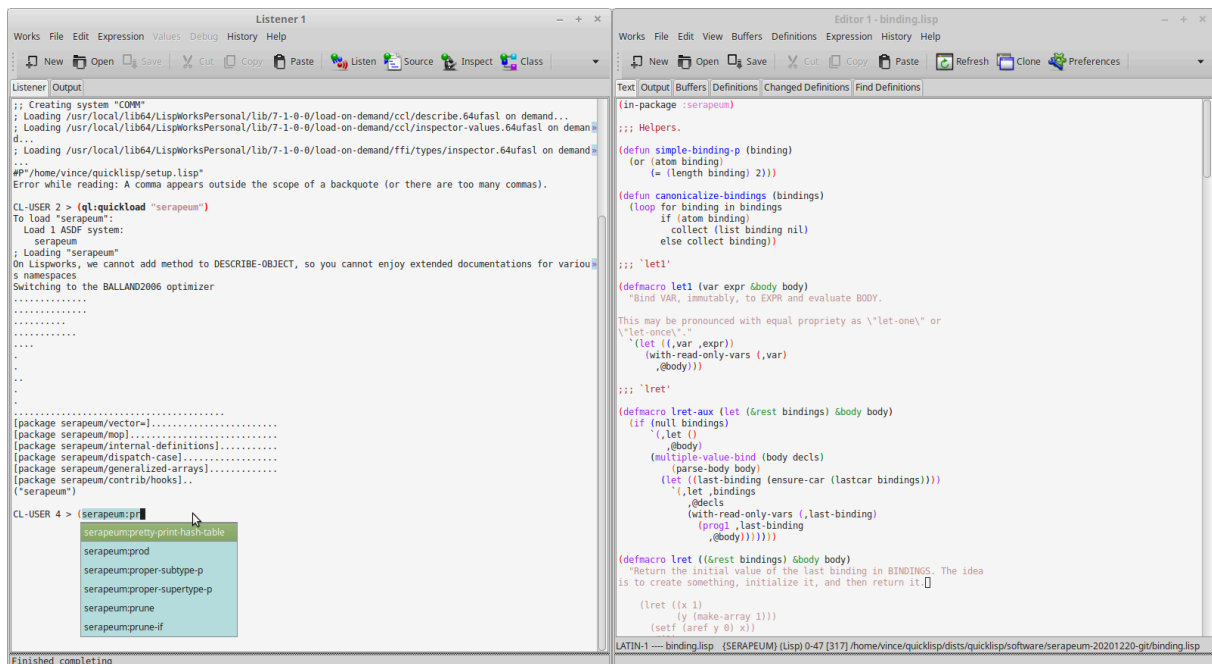 Listener 1
Works File Edit Expression Values Debug History Help
New Open Save Cut Copy Paste Listen Source Inspect Class
Listener Output
;; Creating system "COMM"
; Loading /usr/local/lib64/LispWorksPersonal/lib/7-1-0-0/load-on-demand/ccl/describe.64ufasl on demand...
; Loading /usr/local/lib64/LispWorksPersonal/lib/7-1-0-0/load-on-demand/ccl/inspector-values.64ufasl on deman
d...
; Loading /usr/local/lib64/LispWorksPersonal/lib/7-1-0-0/load-on-demand/ffi/types/inspector.64ufasl on demand
...
#P"/home/vince/quicklisp/setup.lisp"
Error while reading: A comma appears outside the scope of a backquote (or there are too many commas).
CL-USER 2 > (ql:quickload "serapeum")
To load "serapeum":
Load 1 ASDF system:
serapeum
; Loading "serapeum"
On Lispworks, we cannot add method to DESCRIBE-OBJECT, so you cannot enjoy extended documentations for variou
s namespaces
Switching to the BALLAND2006 optimizer
..............
..............
..........
............
....
.
.
..
.
.
.......................................
[package serapeum/vector=]........................
[package serapeum/mop]............................
[package serapeum/internal-definitions]...........
[package serapeum/dispatch-case]..................
[package serapeum/generalized-arrays].............
[package serapeum/contrib/hooks]..
("serapeum")
CL-USER 4 > (serapeum:pr
serapeum:pretty-print-hash-table
serapeum:prod
serapeum:proper-subtype-p
serapeum:proper-supertype-p
serapeum:prune
serapeum:prune-if
Finished completing
Editor 1 - binding.lisp
Works File Edit View Buffers Definitions Expression History Help
New Open Save Cut Copy Paste Refresh Clone Preferences
Text Output Buffers Definitions Changed Definitions Find Definitions
(in-package :serapeum)
;;; Helpers.
(defun simple-binding-p (binding)
(or (atom binding)
(= (length binding) 2)))
(defun canonicalize-bindings (bindings)
(loop for binding in bindings
if (atom binding)
collect (list binding nil)
else collect binding))
;;; `let1'
(defmacro let1 (var expr &body body)
"Bind VAR, immutably, to EXPR and evaluate BODY.
This may be pronounced with equal propriety as \"let-one\" or
\"let-once\"."
`(let ((,var ,expr))
(with-read-only-vars (,var)
,@body)))
;;; `lret'
(defmacro lret-aux (let (&rest bindings) &body body)
(if (null bindings)
`(,let ()
,@body)
(multiple-value-bind (body decls)
(parse-body body)
(let ((last-binding (ensure-car (lastcar bindings))))
`(,let ,bindings
,@decls
(with-read-only-vars (,last-binding)
(prog1 ,last-binding
,@body)))))))
(defmacro lret ((&rest bindings) &body body)
"Return the initial value of the last binding in BINDINGS. The idea
is to create something, initialize it, and then return it.
(lret ((x 1)
(y (make-array 1)))
(setf (aref y 0) x))
LATIN-1 ---- binding.lisp {SERAPEUM} (Lisp) 0-47 [317] /home/vince/quicklisp/dists/quicklisp/software/serapeum-20201220-git/binding.lisp